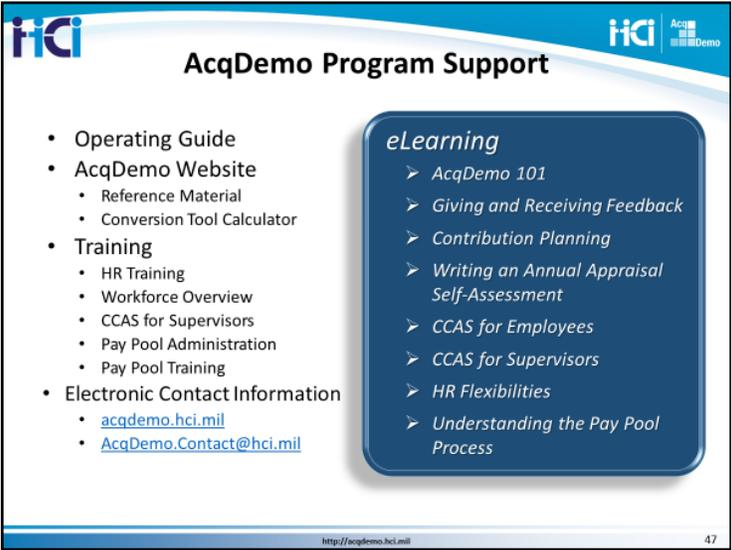 HCi
HCi
Acq
Demo
AcqDemo Program Support
• Operating Guide
• AcqDemo Website
• Reference Material
• Conversion Tool Calculator
• Training
• HR Training
• Workforce Overview
• CCAS for Supervisors
• Pay Pool Administration
• Pay Pool Training
• Electronic Contact Information
• acqdemo.hci.mil
• AcqDemo.Contact@hci.mil
eLearning
➢ AcqDemo 101
➢ Giving and Receiving Feedback
➢ Contribution Planning
➢ Writing an Annual Appraisal
Self-Assessment
➢ CCAS for Employees
➢ CCAS for Supervisors
➢ HR Flexibilities
➢ Understanding the Pay Pool
Process
http://acqdemo.hci.mil
47